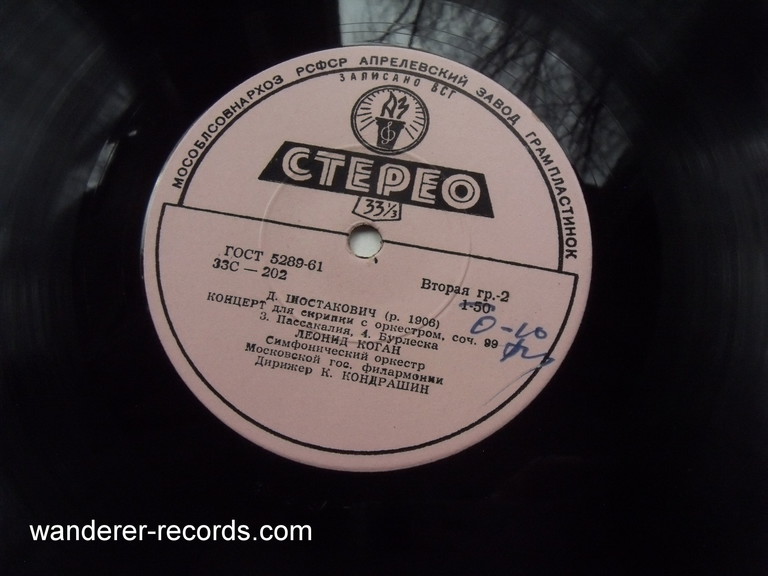 МОСОБЛСОВНАРХОЗ РСФСР АПРЕЛЕВСКИЙ ЗАВОД ГРАМПЛАСТИНОК
ЗАПИСАНО ВСГ
СТЕРЕО
33⅓
ГОСТ 5289-61
33С — 202
Вторая гр.-2
1-50
0-10
Д. ШОСТАКОВИЧ (р. 1906)
КОНЦЕРТ для скрипки с оркестром, соч. 99
3. Пассакалия, 4. Бурлеска
ЛЕОНИД КОГАН
Симфонический оркестр
Московской гос. филармонии
Дирижер К. КОНДРАШИН
wanderer-records.com